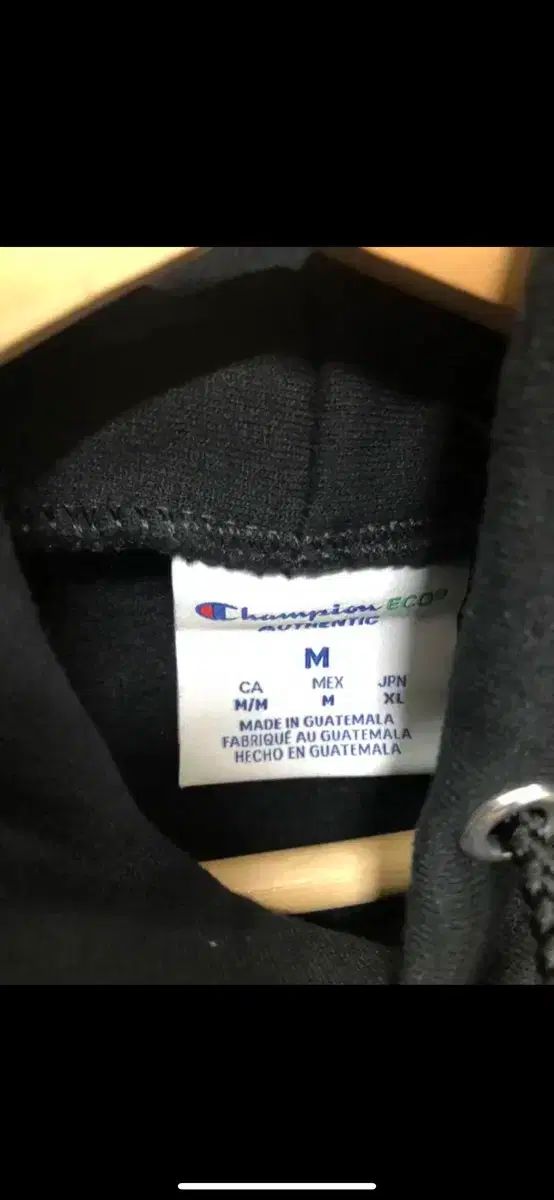 Champion ECO®
AUTHENTIC
M
CA MEX JPN
M/M M XL
MADE IN GUATEMALA
FABRIQUÉ AU GUATEMALA
HECHO EN GUATEMALA